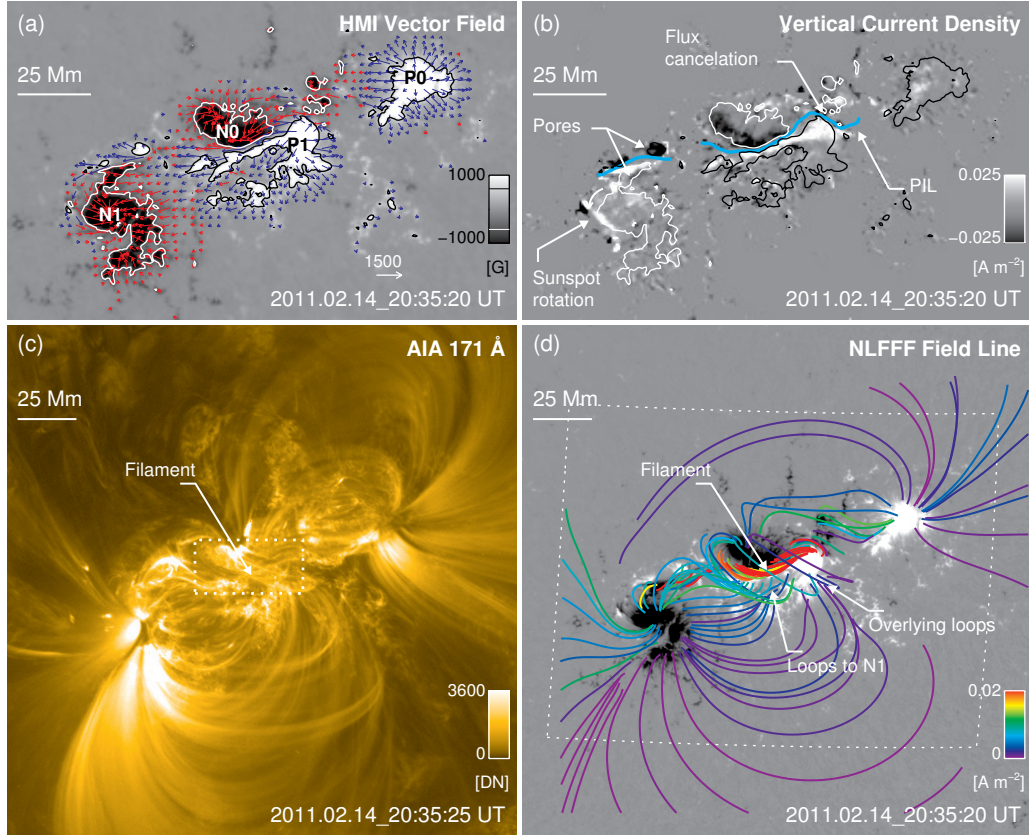 (a)
HMI Vector Field
25 Mm
P0
N0
P1
N1
1000
−1000
[G]
1500
2011.02.14_20:35:20 UT
(b)
Vertical Current Density
25 Mm
Flux
cancelation
Pores
PIL
0.025
-0.025
[A m⁻²]
Sunspot
rotation
2011.02.14_20:35:20 UT
(c)
AIA 171 Å
25 Mm
Filament
3600
0
[DN]
2011.02.14_20:35:25 UT
(d)
NLFFF Field Line
25 Mm
Filament
Overlying loops
Loops to N1
0.02
0
[A m⁻²]
2011.02.14_20:35:20 UT